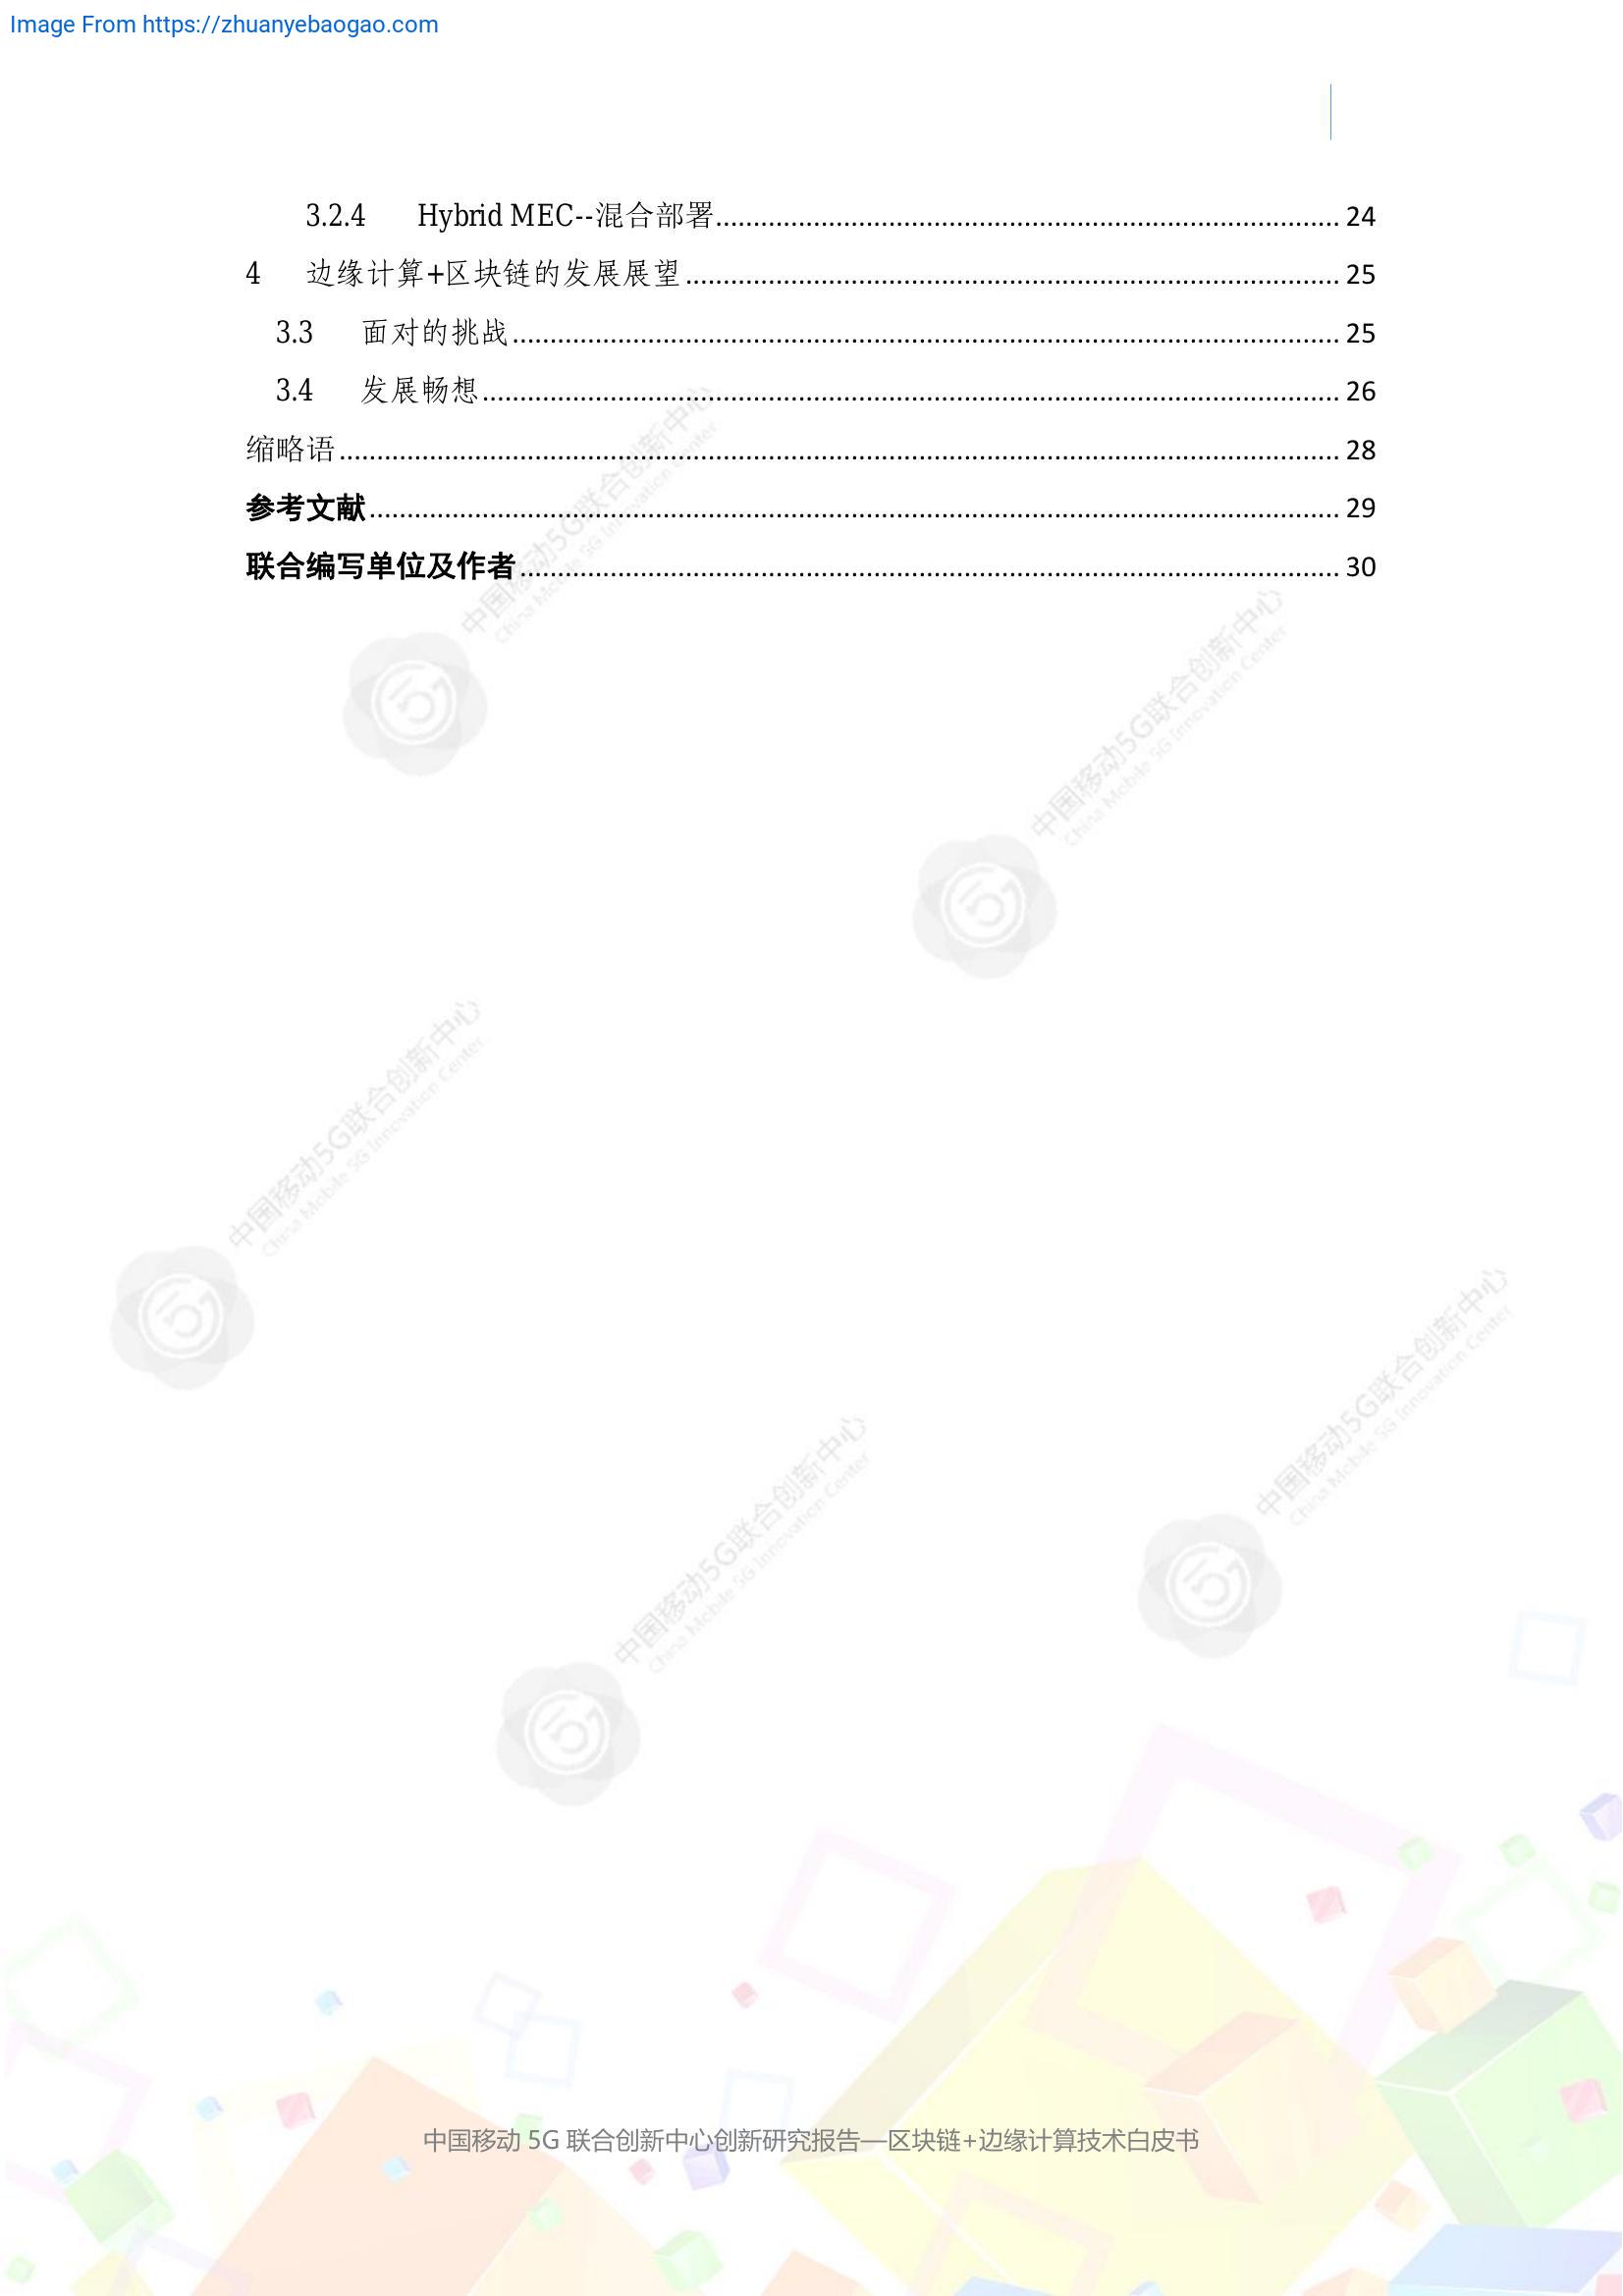 Image From https://zhuanyebaogao.com
3.2.4 Hybrid MEC--混合部署........ 24
4 边缘计算+区块链的发展展望........ 25
3.3 面对的挑战........ 25
3.4 发展畅想........ 26
缩略语........ 28
参考文献........ 29
联合编写单位及作者........ 30
中国移动5G联合创新中心
China Mobile 5G Innovation Center
中国移动5G联合创新中心
China Mobile 5G Innovation Center
中国移动5G联合创新中心
China Mobile 5G Innovation Center
中国移动5G联合创新中心
China Mobile 5G Innovation Center
中国移动5G联合创新中心
China Mobile 5G Innovation Center
中国移动 5G 联合创新中心创新研究报告—区块链+边缘计算技术白皮书